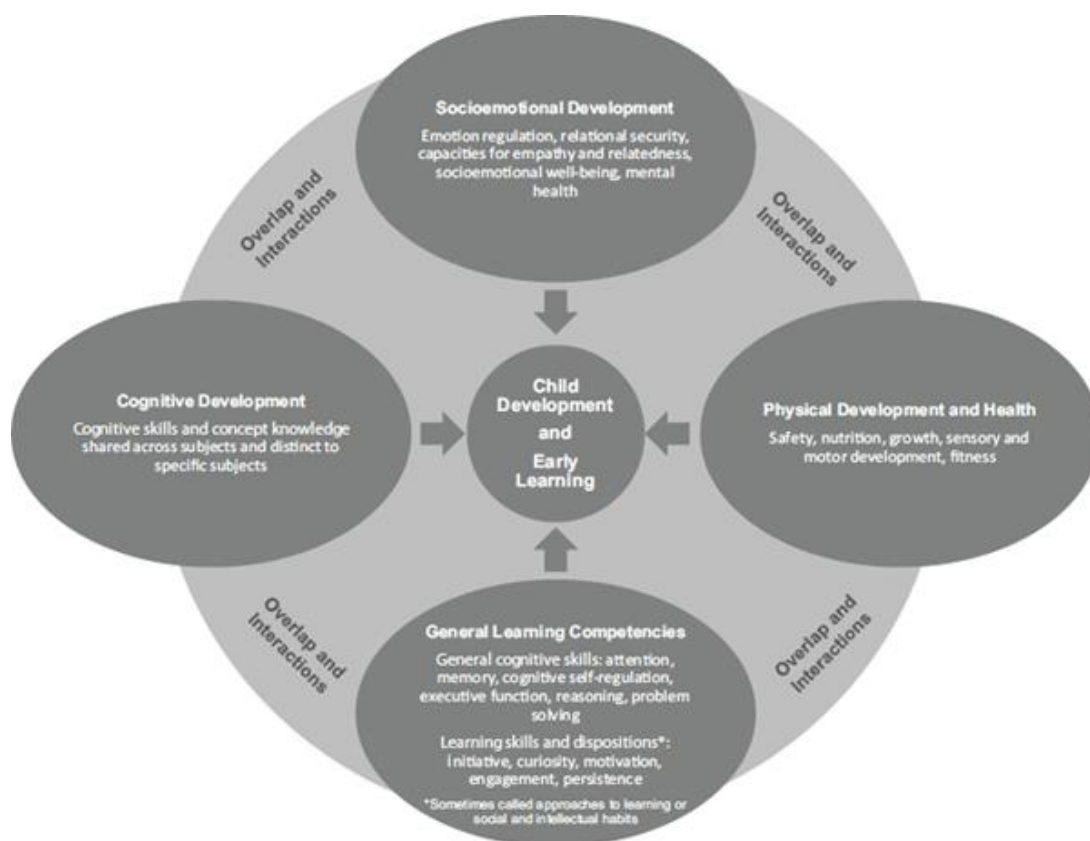 Socioemotional Development
Emotion regulation, relational security,
capacities for empathy and relatedness,
socioemotional well-being, mental
health
Overlap and
Interactions
Overlap and
Interactions
Cognitive Development
Cognitive skills and concept knowledge
shared across subjects and distinct to
specific subjects
Child
Development
and
Early
Learning
Physical Development and Health
Safety, nutrition, growth, sensory and
motor development, fitness
Overlap and
Interactions
Overlap and
Interactions
General Learning Competencies
General cognitive skills: attention,
memory, cognitive self-regulation,
executive function, reasoning, problem
solving
Learning skills and dispositions*:
initiative, curiosity, motivation,
engagement, persistence
*Sometimes called approaches to learning or
social and intellectual habits